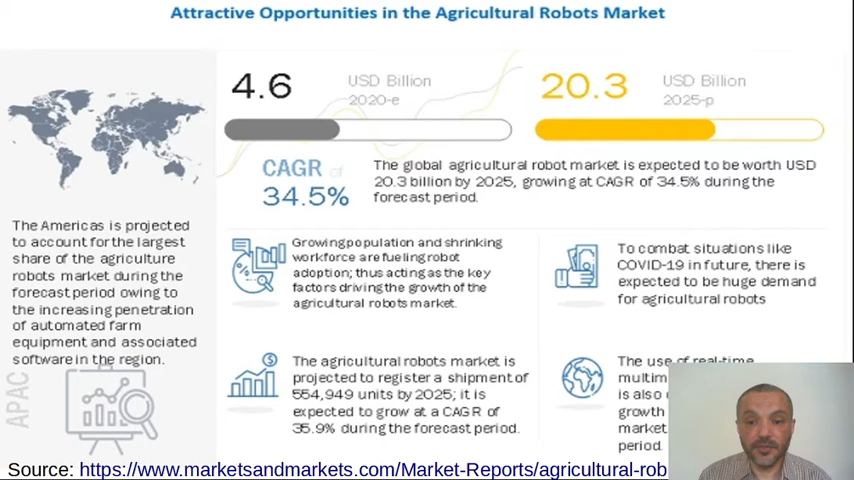 Attractive Opportunities in the Agricultural Robots Market
4.6
USD Billion
2020-e
20.3
USD Billion
2025-p
CAGR of
34.5%
The global agricultural robot market is expected to be worth USD
20.3 billion by 2025, growing at CAGR of 34.5% during the
forecast period.
The Americas is projected
to account for the largest
share of the agriculture
robots market during the
forecast period owing to
the increasing penetration
of automated farm
equipment and associated
software in the region.
APAC
Growing population and shrinking
workforce are fueling robot
adoption; thus acting as the key
factors driving the growth of the
agricultural robots market.
To combat situations like
COVID-19 in future, there is
expected to be huge demand
for agricultural robots
The agricultural robots market is
projected to register a shipment of
554,949 units by 2025; it is
expected to grow at a CAGR of
35.9% during the forecast period.
The use of real-time
multim
is also
growth
market
period.
Source: https://www.marketsandmarkets.com/Market-Reports/agricultural-rob